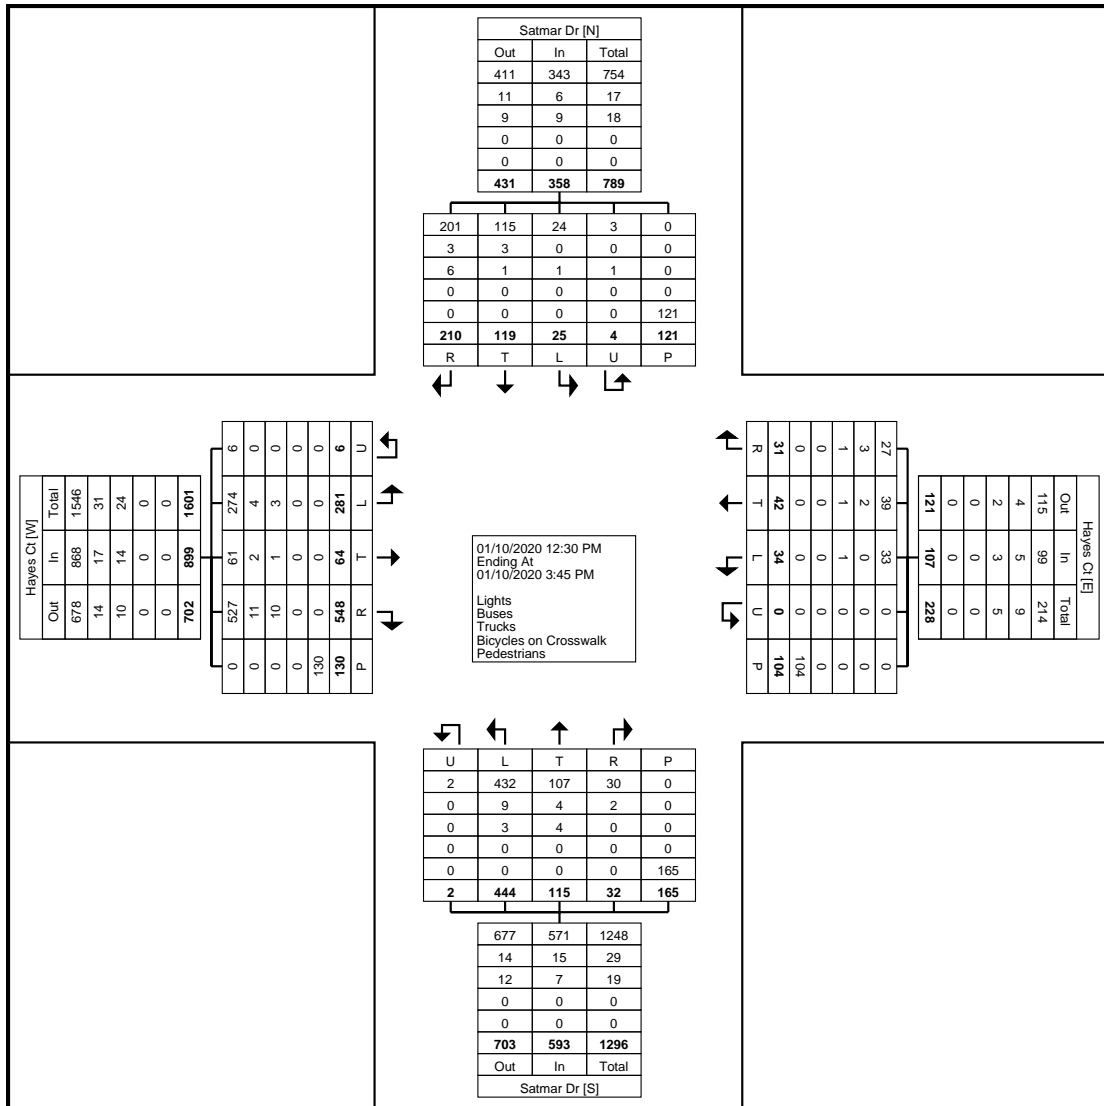 Satmar Dr [N]
Out In Total
411 343 754
11 6 17
9 9 18
0 0 0
0 0 0
431 358 789
201 115 24 3 0
3 3 0 0 0
6 1 1 1 0
0 0 0 0 0
0 0 0 0 121
210 119 25 4 121
R T L U P
U L T R P
6 281 64 548 130
0 0 0 0 130
0 0 0 0 0
0 3 1 10 0
0 4 2 11 0
6 274 61 527 0
1601 899 702
0 0 0
0 0 0
24 14 10
31 17 14
1546 868 678
Total In Out
Hayes Ct [W]
01/10/2020 12:30 PM
Ending At
01/10/2020 3:45 PM
Lights
Buses
Trucks
Bicycles on Crosswalk
Pedestrians
Hayes Ct [E]
Out In Total
115 99 214
4 5 9
2 3 5
0 0 0
0 0 0
121 107 228
27 39 33 0 0
3 2 0 0 0
1 1 1 0 0
0 0 0 0 0
0 0 0 0 104
31 42 34 0 104
R T L U P
U L T R P
2 432 107 30 0
0 9 4 2 0
0 3 4 0 0
0 0 0 0 0
0 0 0 0 165
2 444 115 32 165
677 571 1248
14 15 29
12 7 19
0 0 0
0 0 0
703 593 1296
Out In Total
Satmar Dr [S]